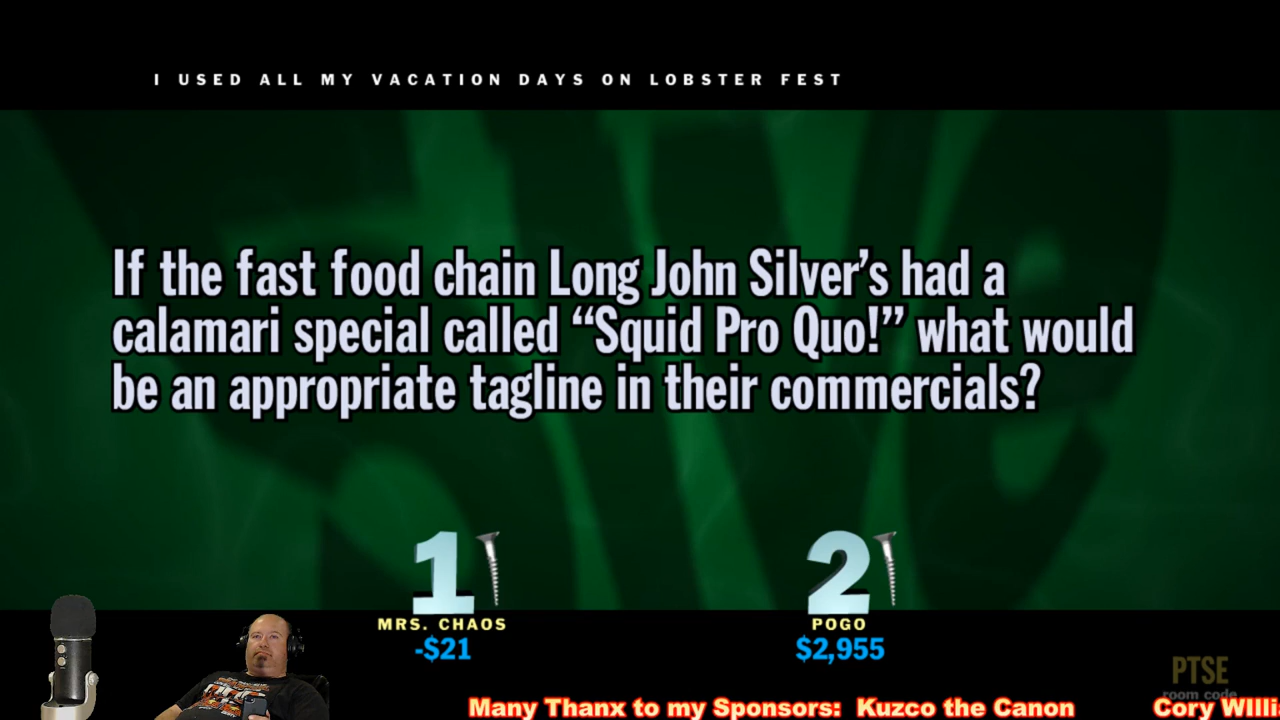 I USED ALL MY VACATION DAYS ON LOBSTER FEST
If the fast food chain Long John Silver's had a
calamari special called “Squid Pro Quo!” what would
be an appropriate tagline in their commercials?
1
2
MRS. CHAOS
POGO
-$21
$2,955
PTSE
room code
Many Thanx to my Sponsors: Kuzco the Canon
Cory WIlli